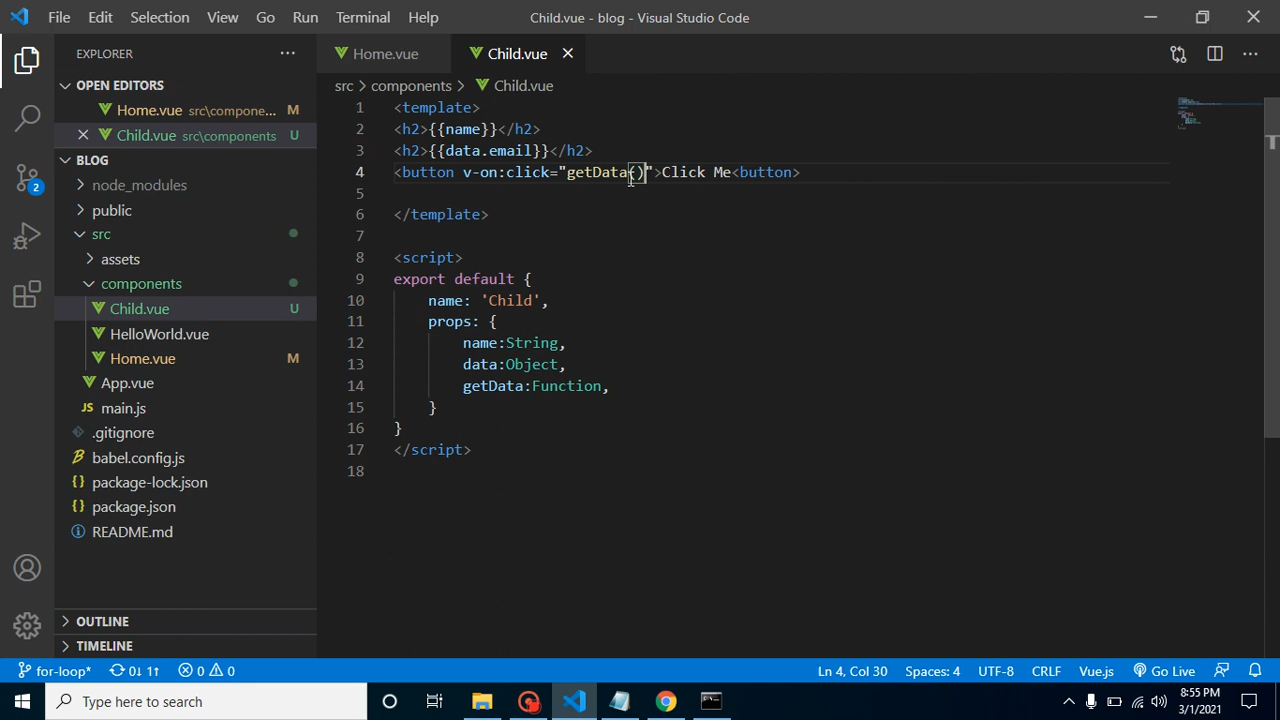 File Edit Selection View Go Run Terminal Help Child.vue - blog - Visual Studio Code
EXPLORER
OPEN EDITORS
Home.vue src\compone... M
Child.vue src\components U
BLOG
node_modules
public
src
assets
components
Child.vue U
HelloWorld.vue
Home.vue M
App.vue
main.js
.gitignore
babel.config.js
package-lock.json
package.json
README.md
OUTLINE
TIMELINE
2
Home.vue Child.vue
src > components > Child.vue
1 <template>
2 <h2>{{name}}</h2>
3 <h2>{{data.email}}</h2>
4 <button v-on:click="getData()">Click Me<button>
5
6 </template>
7
8 <script>
9 export default {
10 name: 'Child',
11 props: {
12 name:String,
13 data:Object,
14 getData:Function,
15 }
16 }
17 </script>
18
for-loop* 0↓ 1↑ 0 0 Ln 4, Col 30 Spaces: 4 UTF-8 CRLF Vue.js Go Live
Type here to search
8:55 PM
3/1/2021